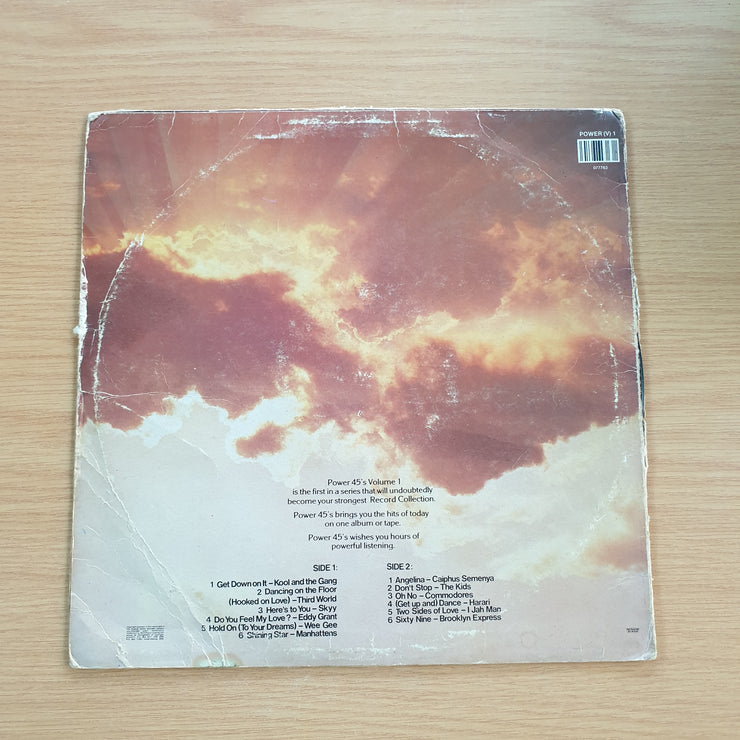 POWER (V) 1
077763
Power 45's Volume 1
is the first in a series that will undoubtedly
become your strongest Record Collection.
Power 45's brings you the hits of today
on one album or tape.
Power 45's wishes you hours of
powerful listening.
SIDE 1:
1 Get Down on It – Kool and the Gang
2 Dancing on the Floor
(Hooked on Love) – Third World
3 Here's to You – Skyy
4 Do You Feel My Love? – Eddy Grant
5 Hold On (To Your Dreams) – Wee Gee
6 Shining Star – Manhattens
SIDE 2:
1 Angelina – Caiphus Semenya
2 Don't Stop – The Kids
3 Oh No – Commodores
4 (Get up and) Dance – Harari
5 Two Sides of Love – I Jah Man
6 Sixty Nine – Brooklyn Express